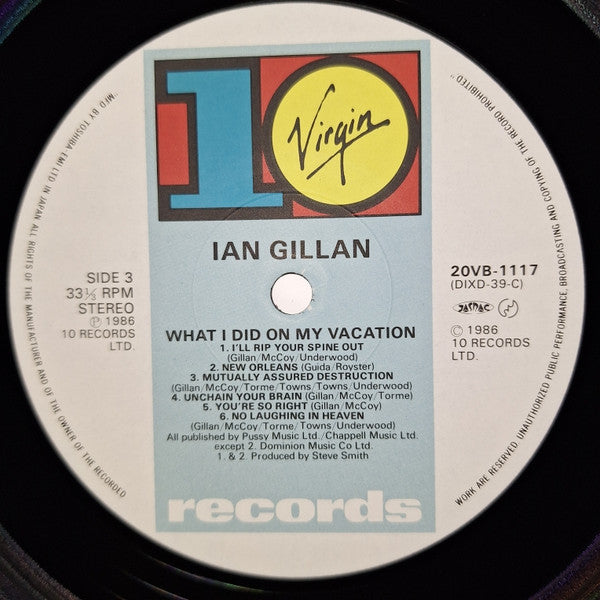 10
Virgin
IAN GILLAN
SIDE 3
33⅓ RPM
STEREO
℗ 1986
10 RECORDS
LTD.
20VB-1117
(DIXD-39-C)
JASRAC
© 1986
10 RECORDS
LTD.
WHAT I DID ON MY VACATION
1. I'LL RIP YOUR SPINE OUT
(Gillan/McCoy/Underwood)
2. NEW ORLEANS (Guida/Royster)
3. MUTUALLY ASSURED DESTRUCTION
(Gillan/McCoy/Torme/Towns/Towns/Underwood)
4. UNCHAIN YOUR BRAIN (Gillan/McCoy/Torme)
5. YOU'RE SO RIGHT (Gillan/McCoy)
6. NO LAUGHING IN HEAVEN
(Gillan/McCoy/Torme/Towns/Underwood)
All published by Pussy Music Ltd./Chappell Music Ltd.
except 2. Dominion Music Co Ltd.
1. & 2. Produced by Steve Smith
records
"MFD BY TOSHIBA-EMI LTD IN JAPAN ALL RIGHTS OF THE MANUFACTURER AND OF THE OWNER OF THE RECORDED
WORK ARE RESERVED. UNAUTHORIZED PUBLIC PERFORMANCE, BROADCASTING AND COPYING OF THE RECORD PROHIBITED"